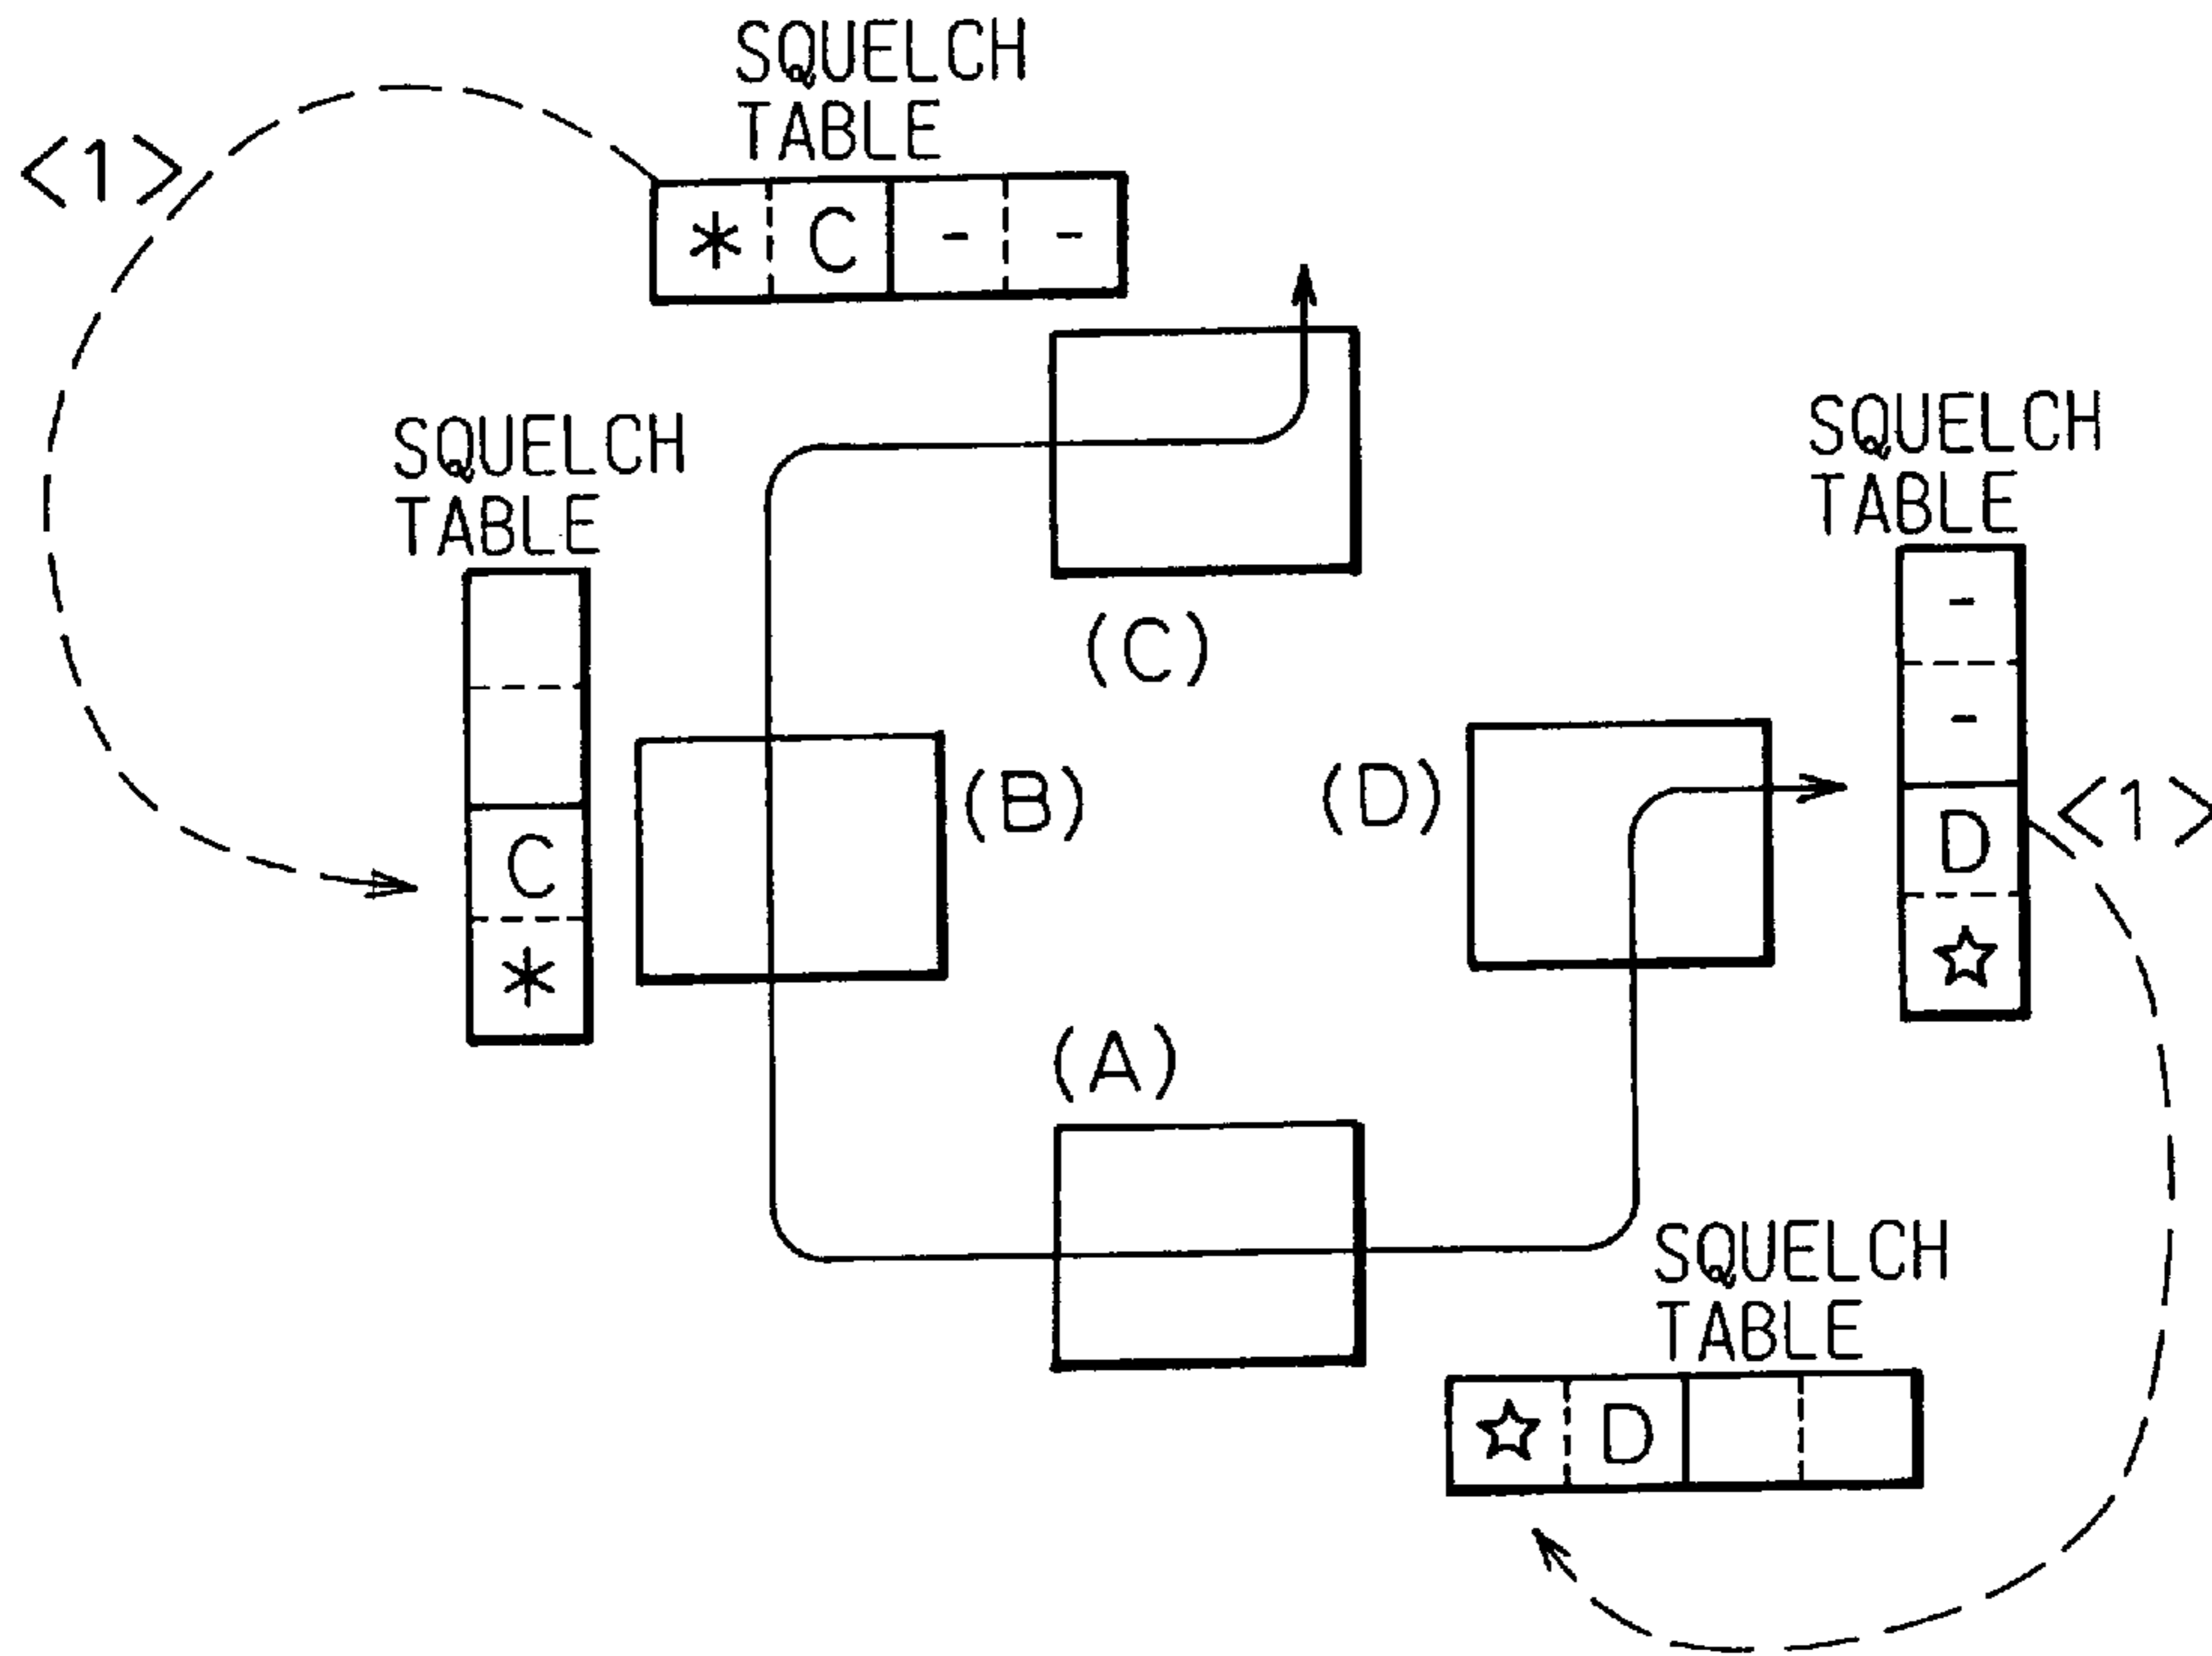 SQUELCH
TABLE
<1>
* C - -
SQUELCH
TABLE
SQUELCH
TABLE
-
-
(C)
(B)
(D)
<1>
C
D
*
☆
(A)
SQUELCH
TABLE
☆ D